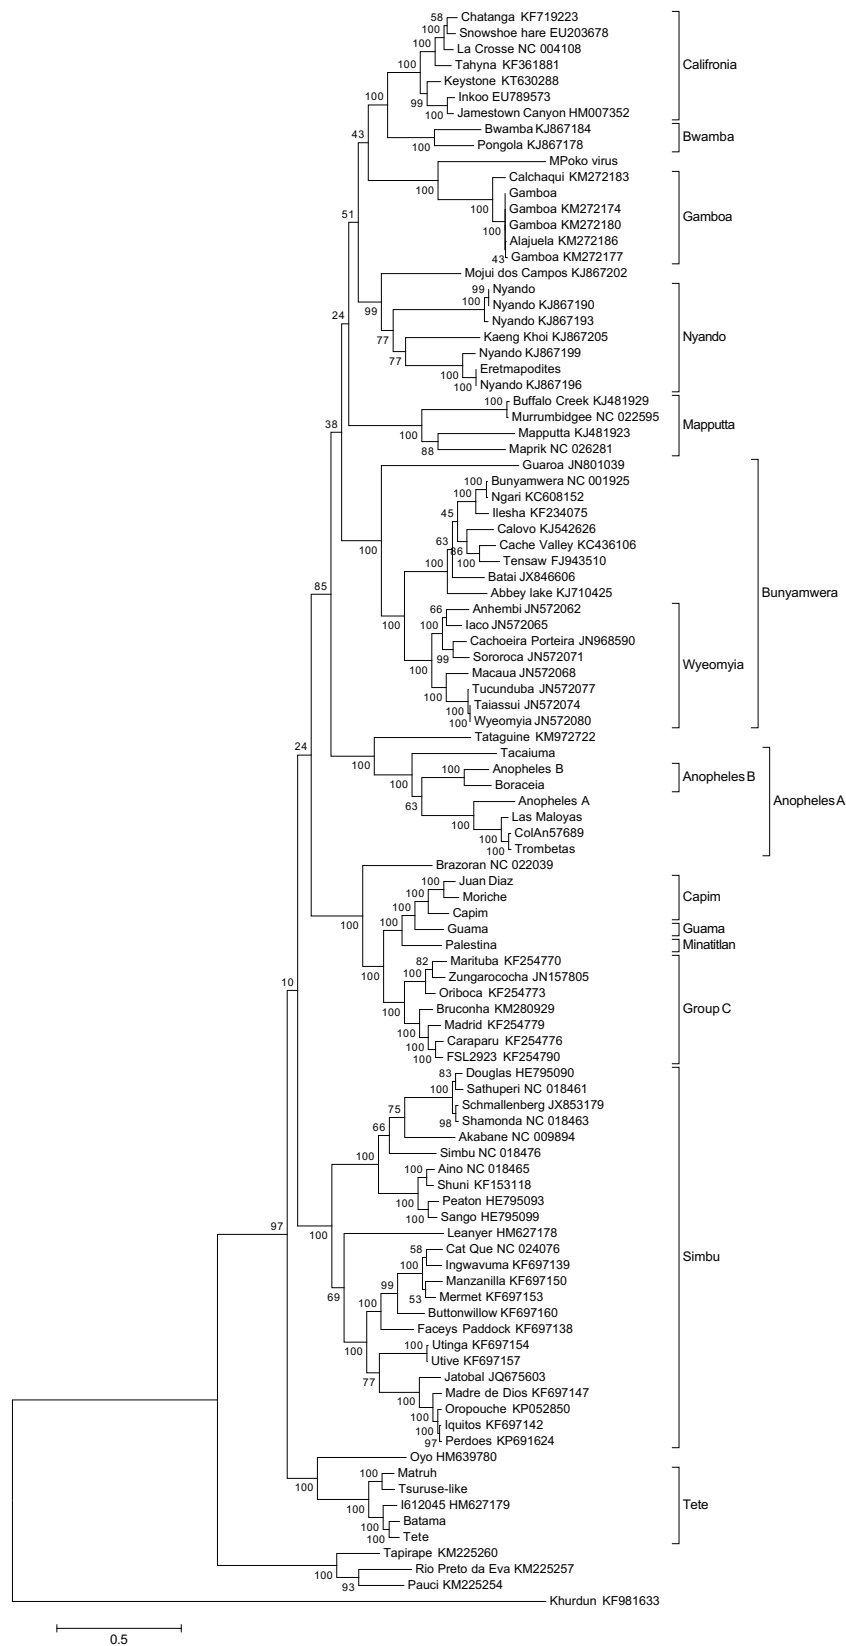 58 Chatanga KF719223
100 Snowshoe hare EU203678
100 La Crosse NC 004108
100 Tahyna KF361881
100 Keystone KT630288
99 Inkoo EU789573
100 Jamestown Canyon HM007352
Califronia
100 Bwamba KJ867184
100 Pongola KJ867178
Bwamba
43 MPoko virus
100 Calchaqui KM272183
Gamboa
100 Gamboa KM272174
Gamboa KM272180
100 Alajuela KM272186
43 Gamboa KM272177
Gamboa
51 Mojui dos Campos KJ867202
99 Nyando
100 Nyando KJ867190
99 Nyando KJ867193
77 Kaeng Khoi KJ867205
77 Nyando KJ867199
100 Eretmapodites
100 Nyando KJ867196
Nyando
24 100 Buffalo Creek KJ481929
Murrumbidgee NC 022595
100 Mapputta KJ481923
88 Maprik NC 026281
Mapputta
38 Guaroa JN801039
100 Bunyamwera NC 001925
100 Ngari KC608152
45 Ilesha KF234075
Calovo KJ542626
63 86 Cache Valley KC436106
100 Tensaw FJ943510
100 Batai JX846606
100 Abbey lake KJ710425
Bunyamwera
85 66 Anhembi JN572062
100 100 Iaco JN572065
Cachoeira Porteira JN968590
99 Sororoca JN572071
100 Macaua JN572068
100 Tucunduba JN572077
100 Taiassui JN572074
100 Wyeomyia JN572080
Wyeomyia
Tataguine KM972722
24 100 Tacaiuma
100 Anopheles B
100 Boraceia
Anopheles B
63 Anopheles A
100 Las Maloyas
ColAn57689
100 Trombetas
Anopheles A
Brazoran NC 022039
100 Juan Diaz
100 Moriche
100 Capim
Capim
100 Guama
Guama
100 Palestina
Minatitlan
82 Marituba KF254770
100 100 Zungarococha JN157805
Oriboca KF254773
10 100 Bruconha KM280929
100 Madrid KF254779
100 Caraparu KF254776
100 FSL2923 KF254790
Group C
83 Douglas HE795090
100 Sathuperi NC 018461
75 Schmallenberg JX853179
98 Shamonda NC 018463
66 Akabane NC 009894
100 Simbu NC 018476
100 Aino NC 018465
Shuni KF153118
100 Peaton HE795093
100 Sango HE795099
97 100 Leanyer HM627178
58 Cat Que NC 024076
100 Ingwavuma KF697139
99 Manzanilla KF697150
69 53 Mermet KF697153
100 Buttonwillow KF697160
Faceys Paddock KF697138
100 100 Utinga KF697154
Utive KF697157
77 Jatobal JQ675603
100 Madre de Dios KF697147
100 Oropouche KP052850
100 Iquitos KF697142
97 Perdoes KP691624
Simbu
Oyo HM639780
100 100 Matruh
Tsuruse-like
100 I612045 HM627179
100 Batama
100 Tete
Tete
Tapirape KM225260
100 Rio Preto da Eva KM225257
93 Pauci KM225254
Khurdun KF981633
0.5